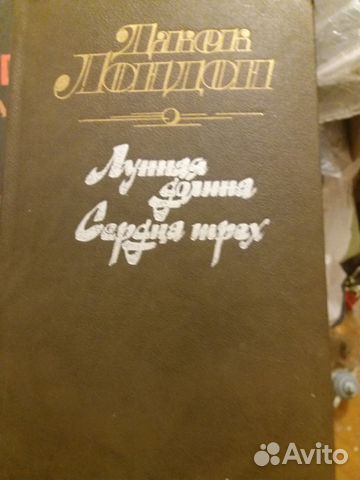 Джек
Лондон
Лунная
долина
Сердца трех
Avito